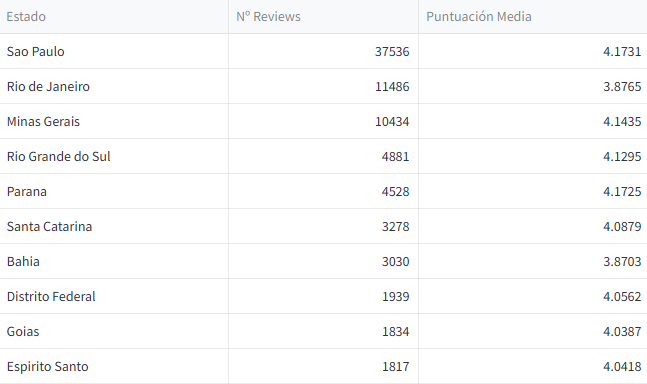 Estado Nº Reviews Puntuación Media
Sao Paulo 37536 4.1731
Rio de Janeiro 11486 3.8765
Minas Gerais 10434 4.1435
Rio Grande do Sul 4881 4.1295
Parana 4528 4.1725
Santa Catarina 3278 4.0879
Bahia 3030 3.8703
Distrito Federal 1939 4.0562
Goias 1834 4.0387
Espirito Santo 1817 4.0418